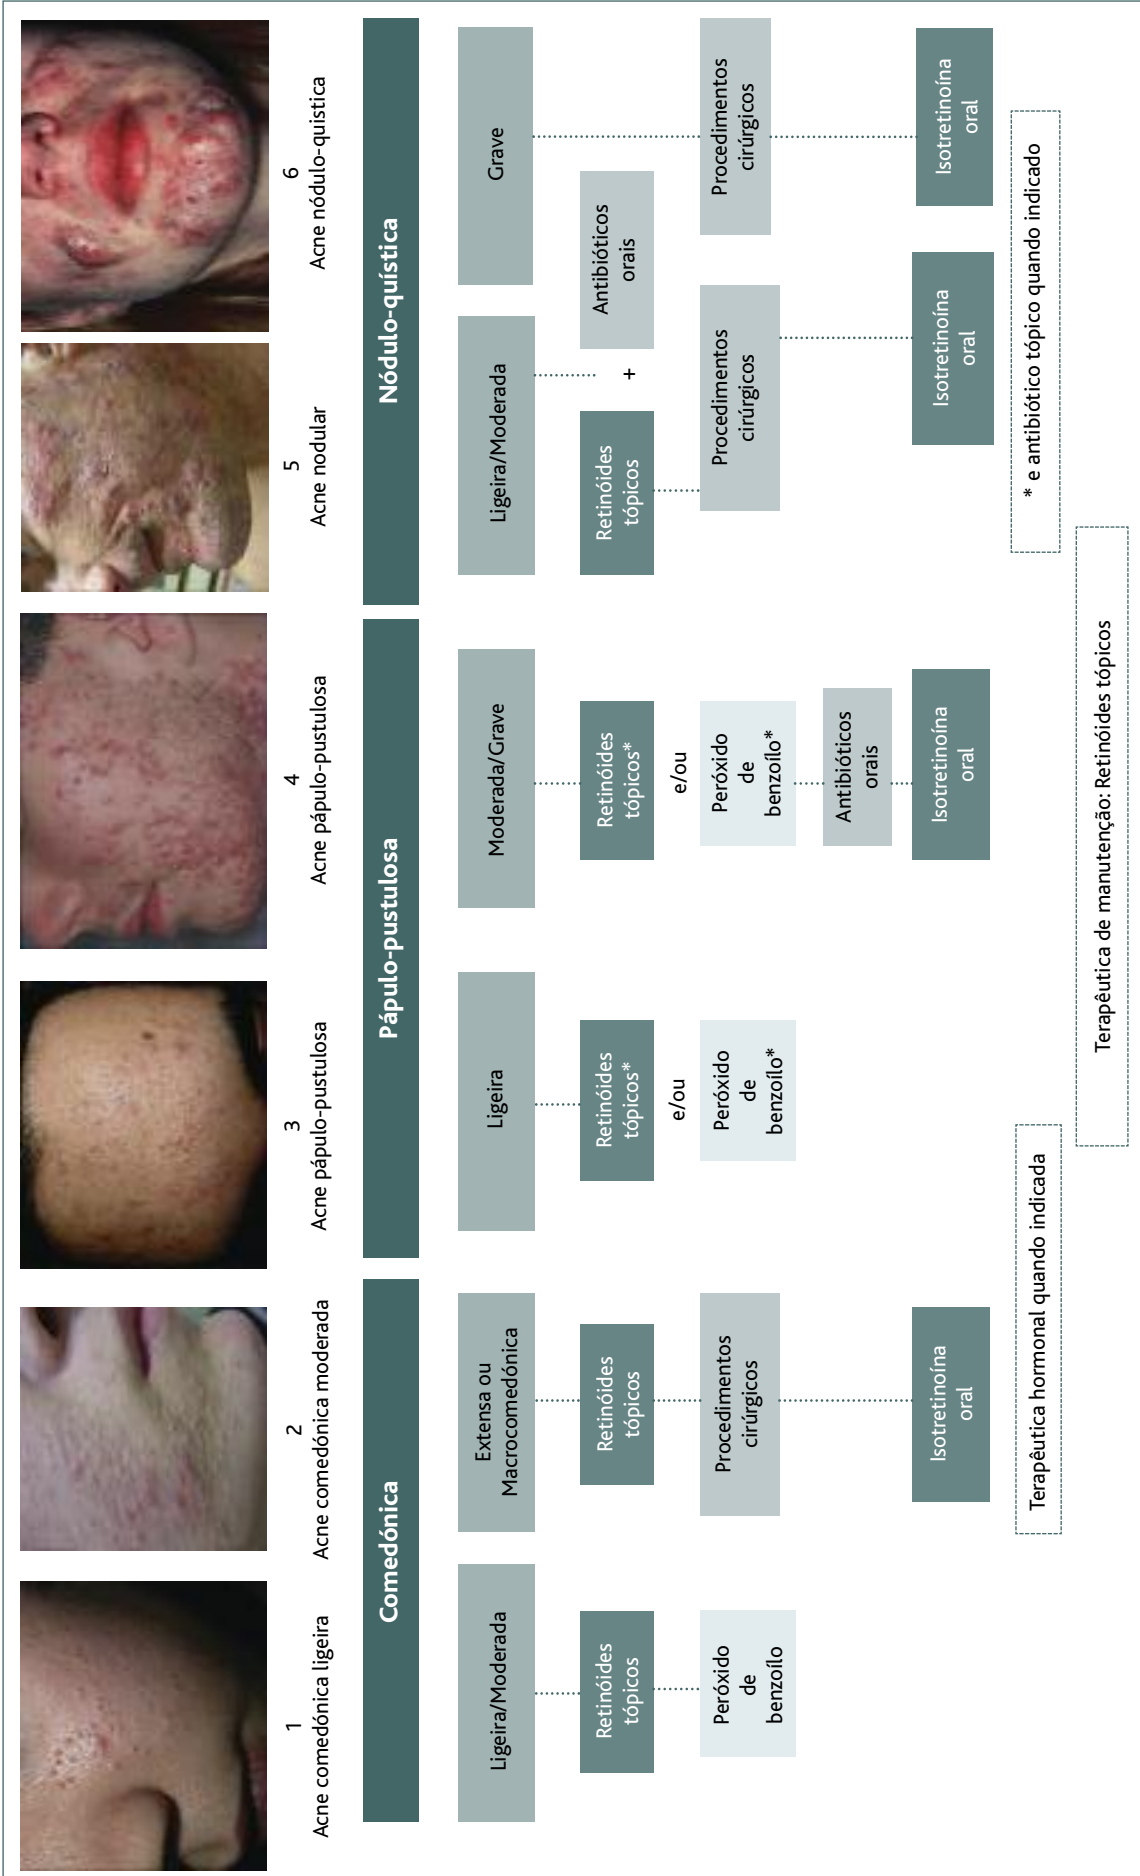 1
Acne comedónica ligeira
2
Acne comedónica moderada
3
Acne pápulo-pustulosa
4
Acne pápulo-pustulosa
5
Acne nodular
6
Acne nódulo-quistica
Comedónica
Pápulo-pustulosa
Nódulo-quística
Ligeira/Moderada
Extensa ou
Macrocomedónica
Ligeira
Moderada/Grave
Ligeira/Moderada
Grave
Retinóides
tópicos
Retinóides
tópicos
Retinóides
tópicos*
Retinóides
tópicos*
Retinóides
tópicos
+
Antibióticos
orais
e/ou
e/ou
Peróxido
de
benzoílo
Procedimentos
cirúrgicos
Peróxido
de
benzoílo*
Peróxido
de
benzoílo*
Procedimentos
cirúrgicos
Procedimentos
cirúrgicos
Antibióticos
orais
Isotretinoína
oral
Isotretinoína
oral
Isotretinoína
oral
Isotretinoína
oral
Terapêutica hormonal quando indicada
* e antibiótico tópico quando indicado
Terapêutica de manutenção: Retinóides tópicos